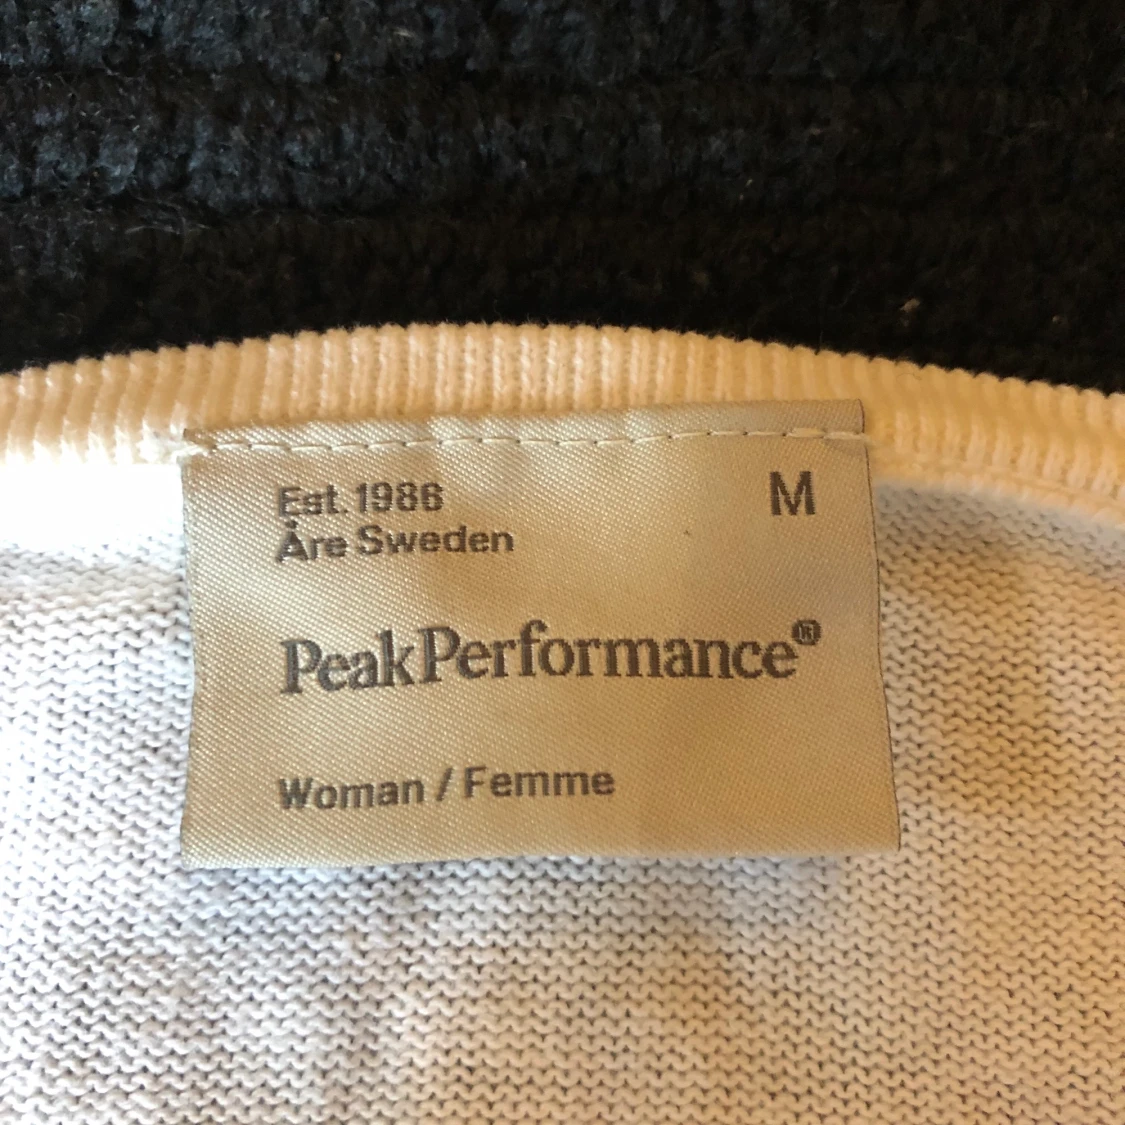 Est. 1986
Åre Sweden
M
PeakPerformance®
Woman / Femme